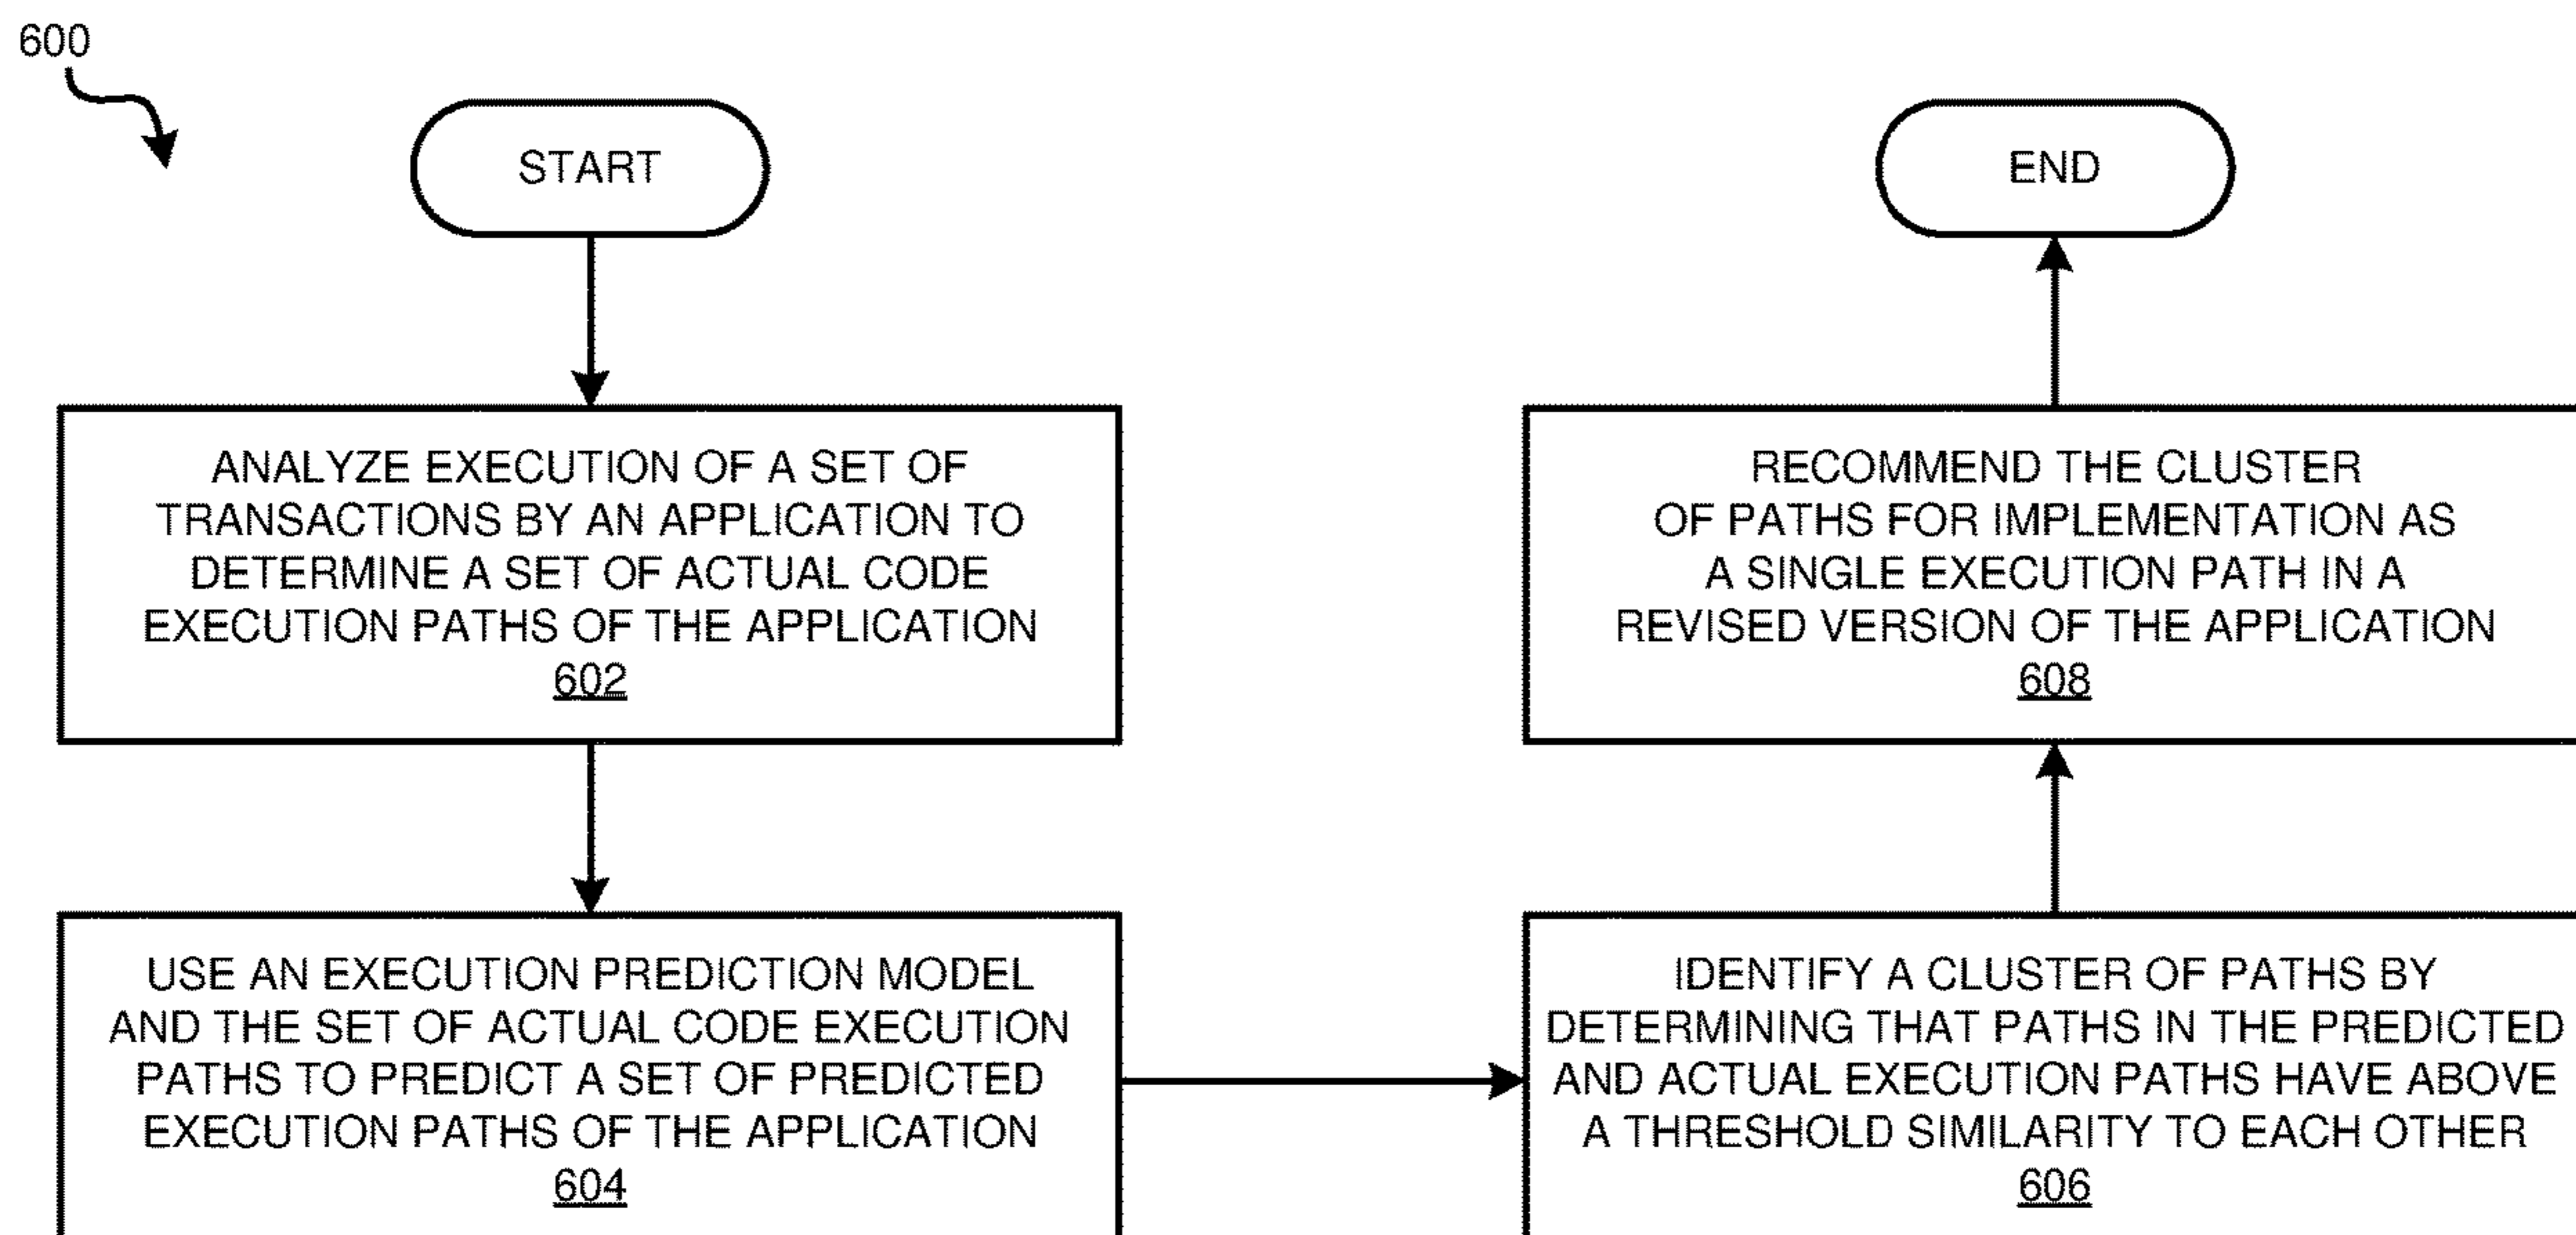 600
START
ANALYZE EXECUTION OF A SET OF
TRANSACTIONS BY AN APPLICATION TO
DETERMINE A SET OF ACTUAL CODE
EXECUTION PATHS OF THE APPLICATION
602
USE AN EXECUTION PREDICTION MODEL
AND THE SET OF ACTUAL CODE EXECUTION
PATHS TO PREDICT A SET OF PREDICTED
EXECUTION PATHS OF THE APPLICATION
604
IDENTIFY A CLUSTER OF PATHS BY
DETERMINING THAT PATHS IN THE PREDICTED
AND ACTUAL EXECUTION PATHS HAVE ABOVE
A THRESHOLD SIMILARITY TO EACH OTHER
606
RECOMMEND THE CLUSTER
OF PATHS FOR IMPLEMENTATION AS
A SINGLE EXECUTION PATH IN A
REVISED VERSION OF THE APPLICATION
608
END